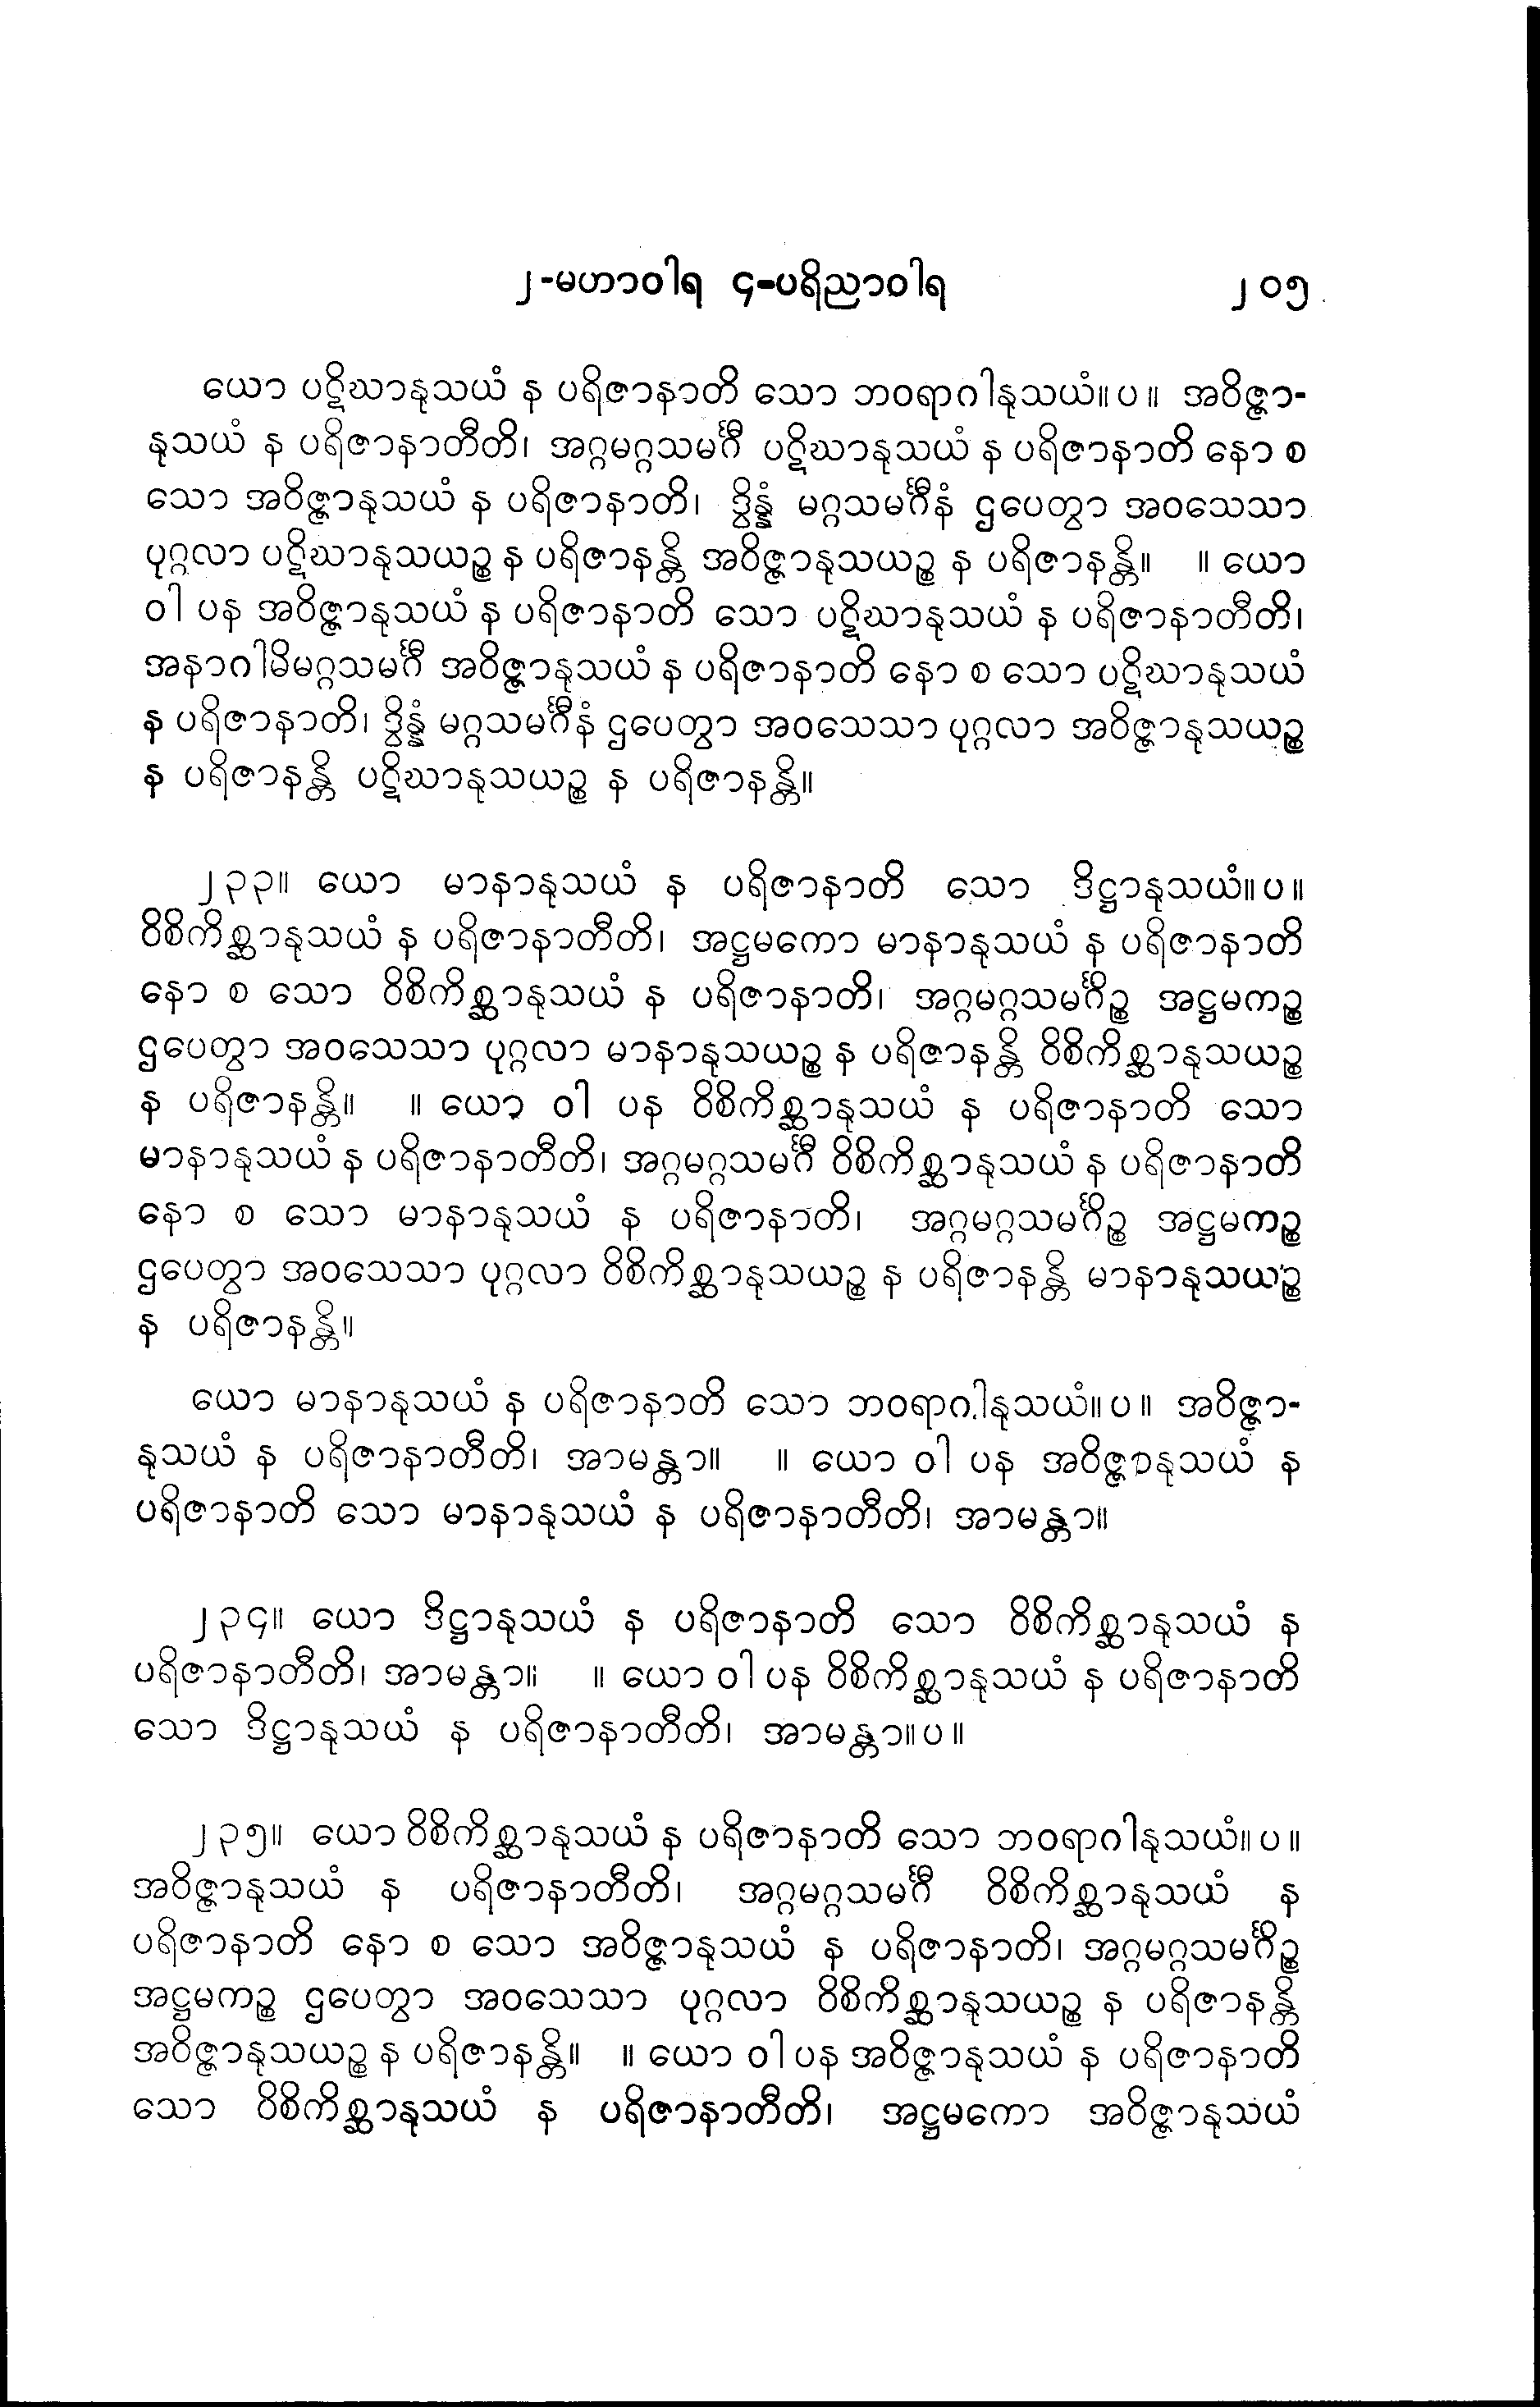 ၂-မဟာဝါရ ၄-ပရိညာဝါရ ၂၀၅
ယော ပဋိဃာနုသယံ န ပရိဇာနာတိ သော ဘဝရာဂါနုသယံ။ပ။ အဝိဇ္ဇာ-
နုသယံ န ပရိဇာနာတီတိ၊ အဂ္ဂမဂ္ဂသမင်္ဂီ ပဋိဃာနုသယံ န ပရိဇာနာတိ နော စ
သော အဝိဇ္ဇာနုသယံ န ပရိဇာနာတိ၊ ဒွိန္နံ မဂ္ဂသမင်္ဂီနံ ဌပေတွာ အဝသေသာ
ပုဂ္ဂလာ ပဋိဃာနုသယဉ္စ န ပရိဇာနန္တိ အဝိဇ္ဇာနုသယဉ္စ န ပရိဇာနန္တိ။ ။ ယော
ဝါ ပန အဝိဇ္ဇာနုသယံ န ပရိဇာနာတိ သော ပဋိဃာနုသယံ န ပရိဇာနာတီတိ၊
အနာဂါမိမဂ္ဂသမင်္ဂီ အဝိဇ္ဇာနုသယံ န ပရိဇာနာတိ နော စ သော ပဋိဃာနုသယံ
န ပရိဇာနာတိ၊ ဒွိန္နံ မဂ္ဂသမင်္ဂီနံ ဌပေတွာ အဝသေသာ ပုဂ္ဂလာ အဝိဇ္ဇာနုသယဉ္စ
န ပရိဇာနန္တိ ပဋိဃာနုသယဉ္စ န ပရိဇာနန္တိ။
၂၃၃။ ယော မာနာနုသယံ န ပရိဇာနာတိ သော ဒိဋ္ဌာနုသယံ။ပ။
ဝိစိကိစ္ဆာနုသယံ န ပရိဇာနာတီတိ၊ အဋ္ဌမကော မာနာနုသယံ န ပရိဇာနာတိ
နော စ သော ဝိစိကိစ္ဆာနုသယံ န ပရိဇာနာတိ၊ အဂ္ဂမဂ္ဂသမင်္ဂိဉ္စ အဋ္ဌမကဉ္စ
ဌပေတွာ အဝသေသာ ပုဂ္ဂလာ မာနာနုသယဉ္စ န ပရိဇာနန္တိ ဝိစိကိစ္ဆာနုသယဉ္စ
န ပရိဇာနန္တိ။ ။ ယော ဝါ ပန ဝိစိကိစ္ဆာနုသယံ န ပရိဇာနာတိ သော
မာနာနုသယံ န ပရိဇာနာတီတိ၊ အဂ္ဂမဂ္ဂသမင်္ဂီ ဝိစိကိစ္ဆာနုသယံ န ပရိဇာနာတိ
နော စ သော မာနာနုသယံ န ပရိဇာနာတိ၊ အဂ္ဂမဂ္ဂသမင်္ဂိဉ္စ အဋ္ဌမကဉ္စ
ဌပေတွာ အဝသေသာ ပုဂ္ဂလာ ဝိစိကိစ္ဆာနုသယဉ္စ န ပရိဇာနန္တိ မာနာနုသယဉ္စ
န ပရိဇာနန္တိ။
ယော မာနာနုသယံ န ပရိဇာနာတိ သော ဘဝရာဂါနုသယံ။ပ။ အဝိဇ္ဇာ-
နုသယံ န ပရိဇာနာတီတိ၊ အာမန္တာ။ ။ ယော ဝါ ပန အဝိဇ္ဇာနုသယံ န
ပရိဇာနာတိ သော မာနာနုသယံ န ပရိဇာနာတီတိ၊ အာမန္တာ။
၂၃၄။ ယော ဒိဋ္ဌာနုသယံ န ပရိဇာနာတိ သော ဝိစိကိစ္ဆာနုသယံ န
ပရိဇာနာတီတိ၊ အာမန္တာ။ ။ ယော ဝါ ပန ဝိစိကိစ္ဆာနုသယံ န ပရိဇာနာတိ
သော ဒိဋ္ဌာနုသယံ န ပရိဇာနာတီတိ၊ အာမန္တာ။ပ။
၂၃၅။ ယော ဝိစိကိစ္ဆာနုသယံ န ပရိဇာနာတိ သော ဘဝရာဂါနုသယံ။ပ။
အဝိဇ္ဇာနုသယံ န ပရိဇာနာတီတိ၊ အဂ္ဂမဂ္ဂသမင်္ဂီ ဝိစိကိစ္ဆာနုသယံ န
ပရိဇာနာတိ နော စ သော အဝိဇ္ဇာနုသယံ န ပရိဇာနာတိ၊ အဂ္ဂမဂ္ဂသမင်္ဂိဉ္စ
အဋ္ဌမကဉ္စ ဌပေတွာ အဝသေသာ ပုဂ္ဂလာ ဝိစိကိစ္ဆာနုသယဉ္စ န ပရိဇာနန္တိ
အဝိဇ္ဇာနုသယဉ္စ န ပရိဇာနန္တိ။ ။ ယော ဝါ ပန အဝိဇ္ဇာနုသယံ န ပရိဇာနာတိ
သော ဝိစိကိစ္ဆာနုသယံ န ပရိဇာနာတီတိ၊ အဋ္ဌမကော အဝိဇ္ဇာနုသယံ